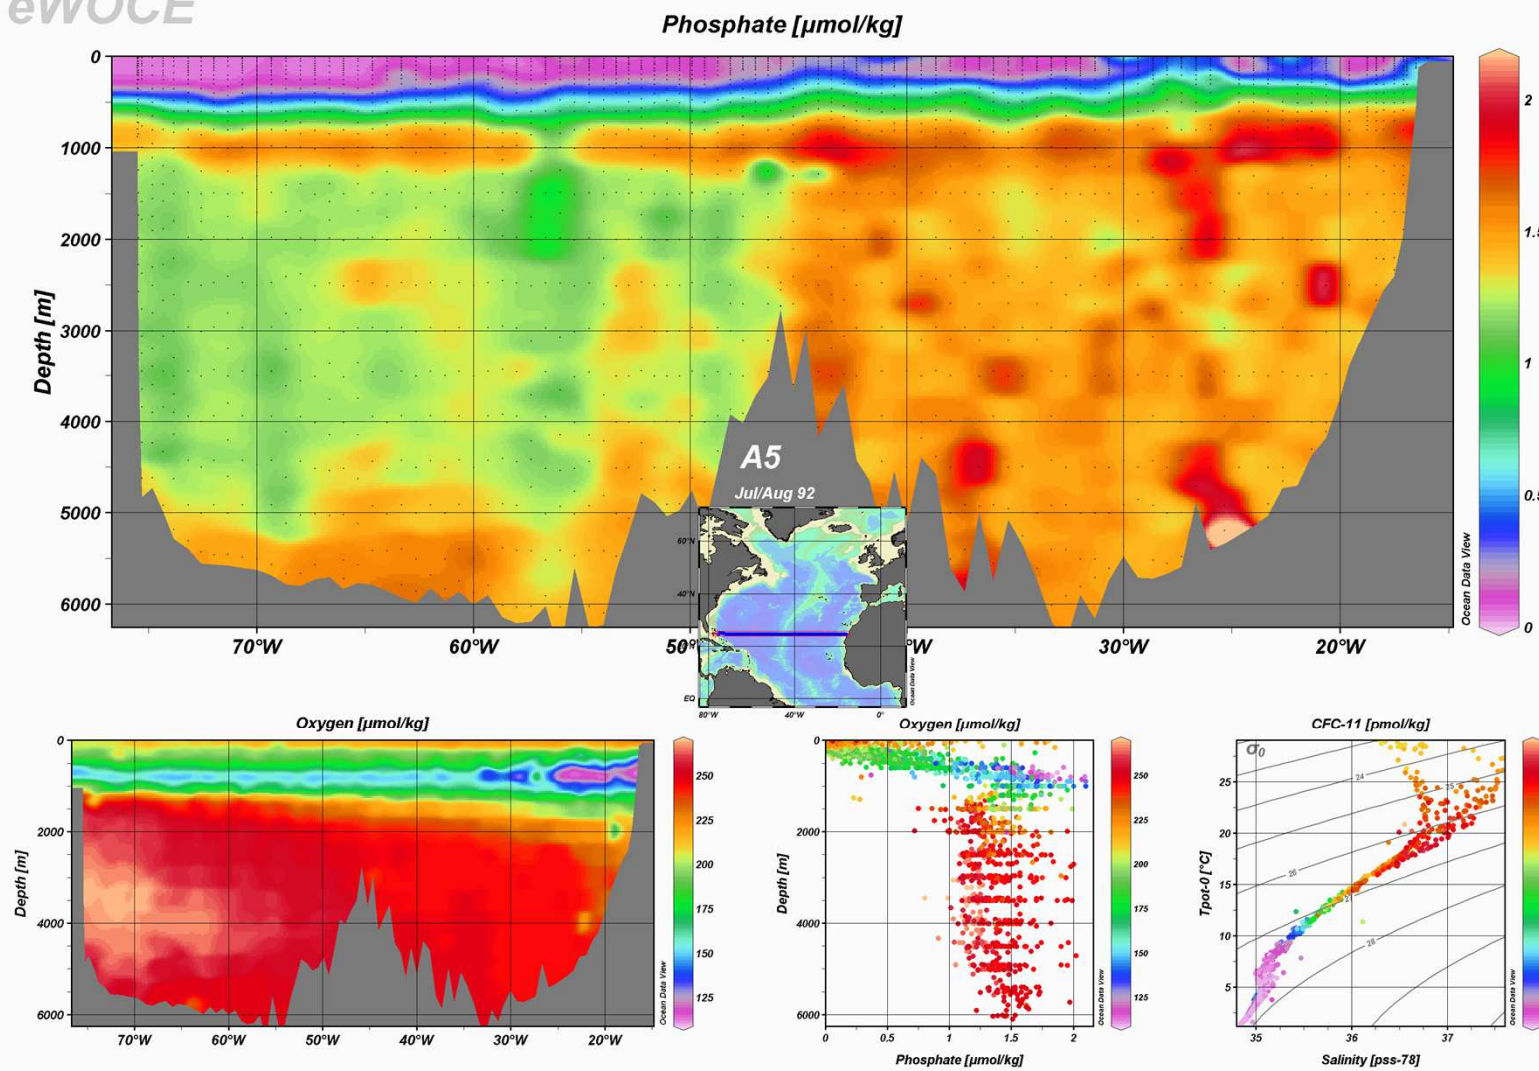 eWOCE
Phosphate [µmol/kg]
0
1000
2000
3000
4000
5000
6000
Depth [m]
70°W
60°W
30°W
20°W
2
1
0
Ocean Data View
A5
Jul/Aug 92
60°N
40°N
EQ
80°W
40°W
0°
Ocean Data View
Oxygen [µmol/kg]
0
2000
4000
6000
Depth [m]
70°W
60°W
50°W
40°W
30°W
20°W
250
225
200
175
150
125
Ocean Data View
Oxygen [µmol/kg]
0
2000
4000
6000
Depth [m]
0
0.5
1
1.5
2
Phosphate [µmol/kg]
250
225
200
175
150
125
Ocean Data View
CFC-11 [pmol/kg]
σ0
24
25
26
27
28
25
20
15
10
5
Tpot-0 [°C]
35
36
37
Salinity [pss-78]
Ocean Data View